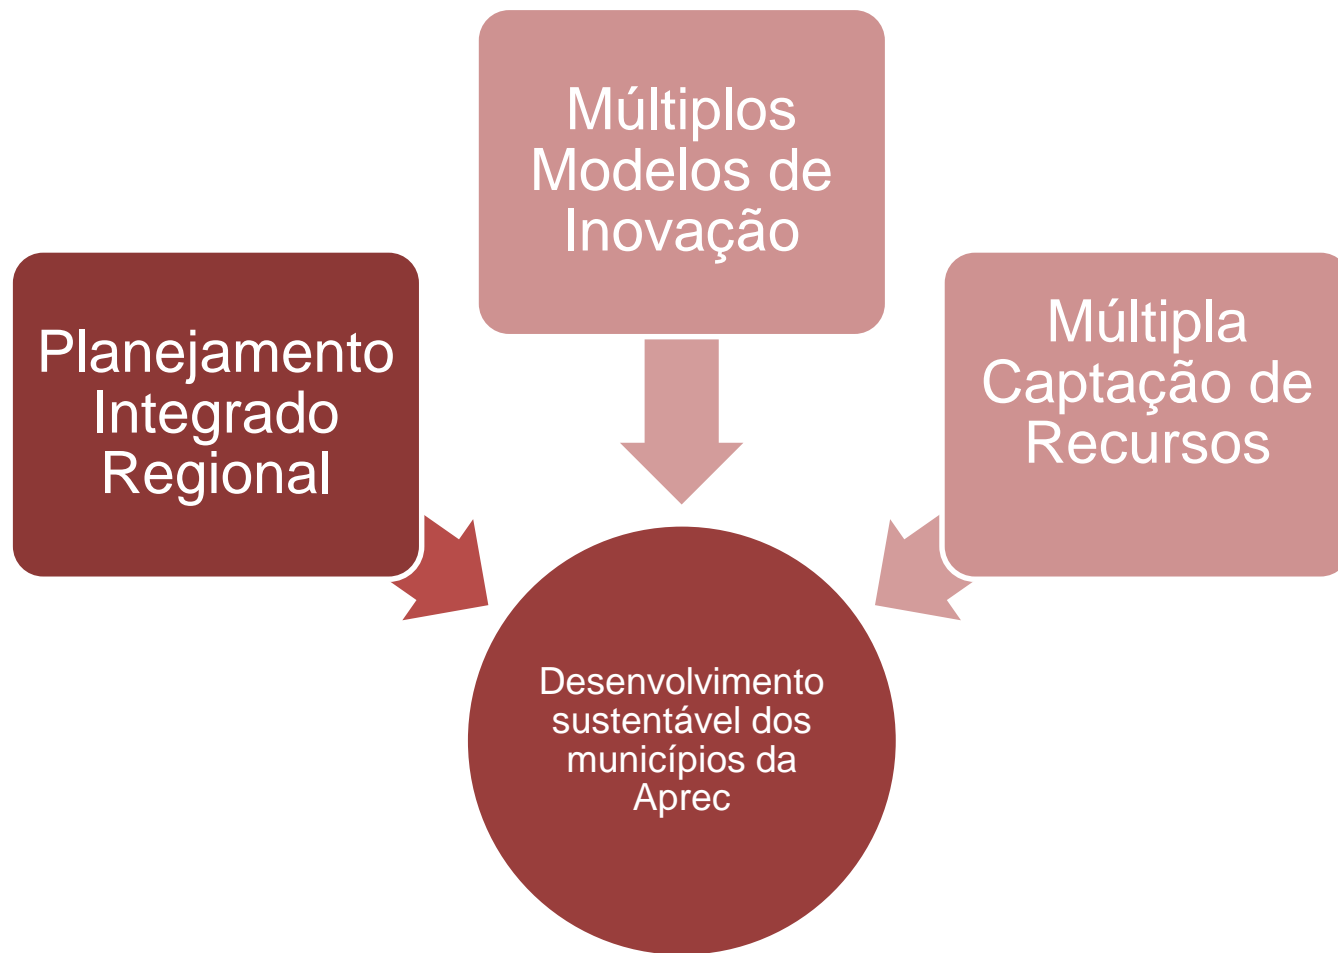 Múltiplos
Modelos de
Inovação
Planejamento
Integrado
Regional
Múltipla
Captação de
Recursos
Desenvolvimento
sustentável dos
municípios da
Aprec